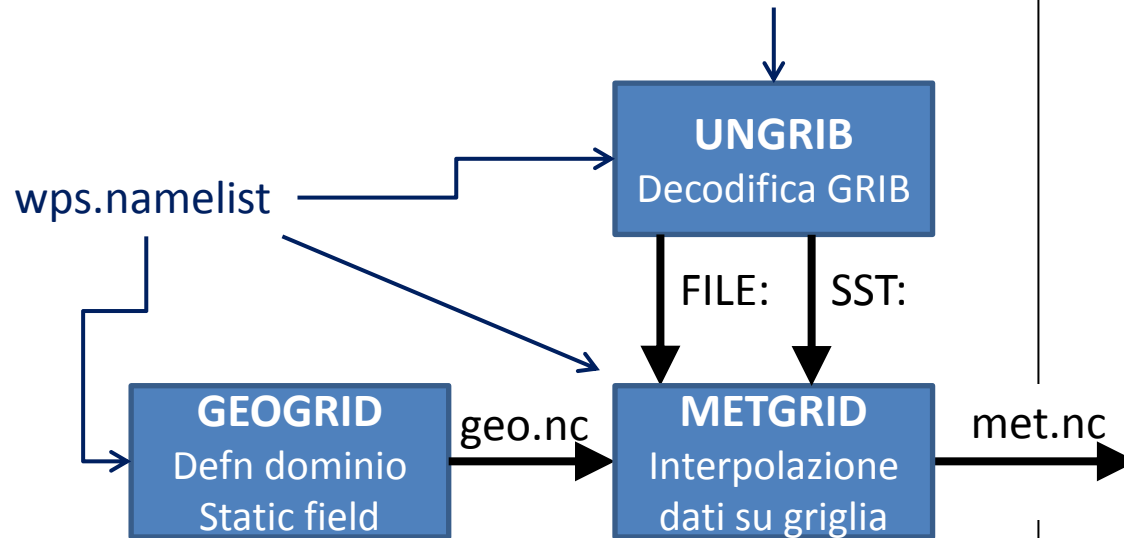 UNGRIB
Decodifica GRIB
wps.namelist
FILE:
SST:
GEOGRID
Defn dominio
Static field
geo.nc
METGRID
Interpolazione
dati su griglia
met.nc